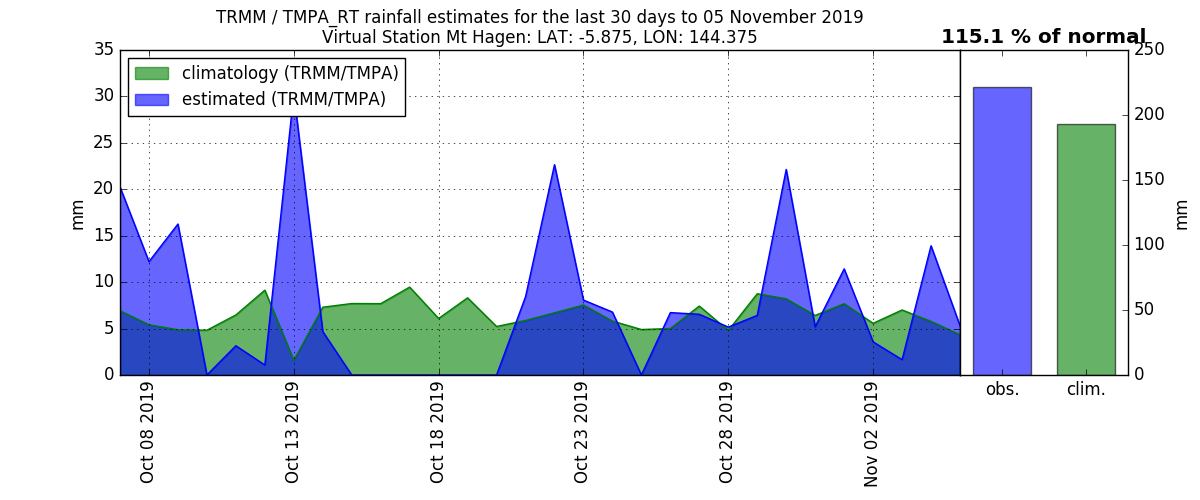 TRMM / TMPA_RT rainfall estimates for the last 30 days to 05 November 2019
Virtual Station Mt Hagen: LAT: -5.875, LON: 144.375
115.1 % of normal
climatology (TRMM/TMPA)
estimated (TRMM/TMPA)
35
30
25
20
15
10
5
0
mm
Oct 08 2019
Oct 13 2019
Oct 18 2019
Oct 23 2019
Oct 28 2019
Nov 02 2019
250
200
150
100
50
0
mm
obs.
clim.